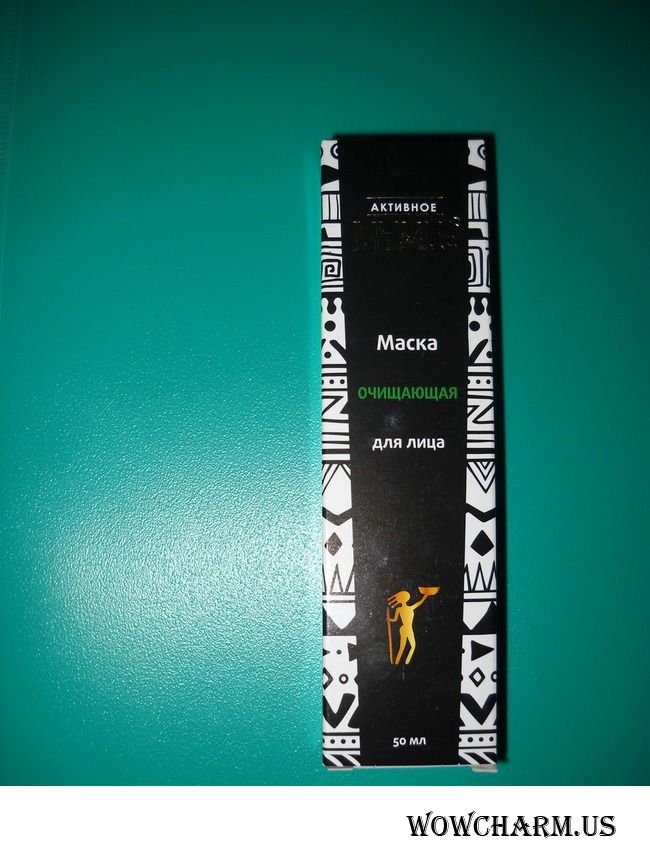 АКТИВНОЕ
Маска
ОЧИЩАЮЩАЯ
для лица
50 мл
WOWCHARM.US